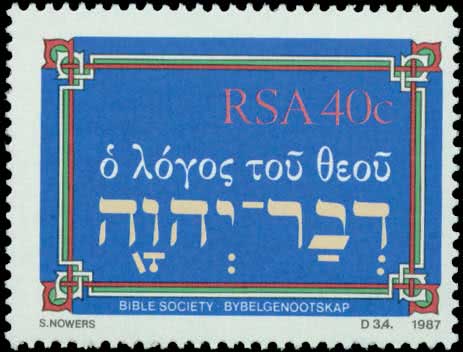 RSA 40c
ὁ λόγος τοῦ θεοῦ
דְּבַר־יְהוָֹה
BIBLE SOCIETY · BYBELGENOOTSKAP
S.NOWERS D 3,4. 1987